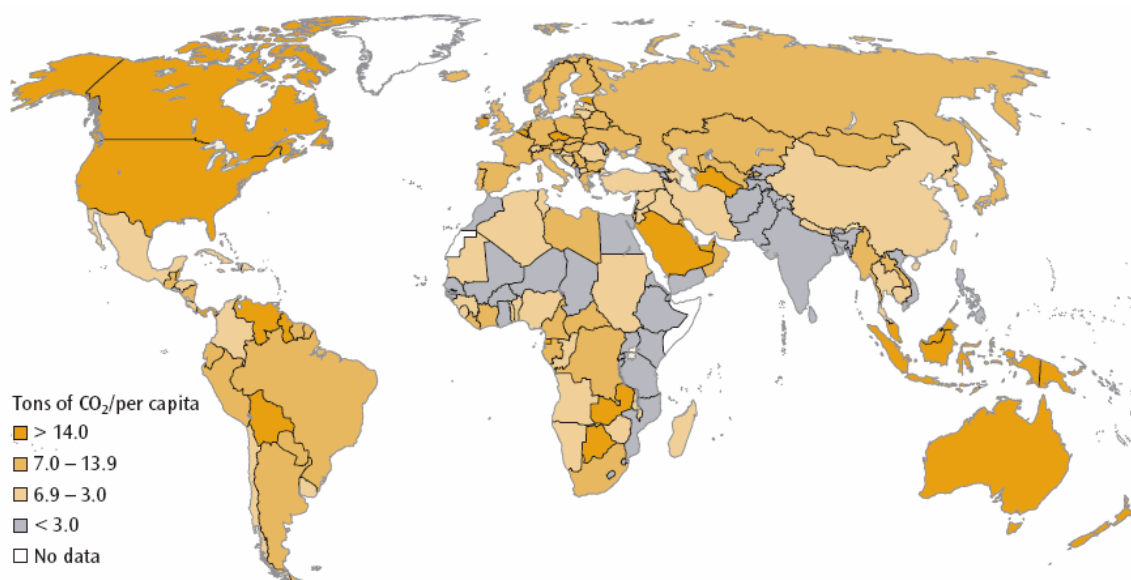 Tons of CO₂/per capita
> 14.0
7.0 – 13.9
6.9 – 3.0
< 3.0
No data